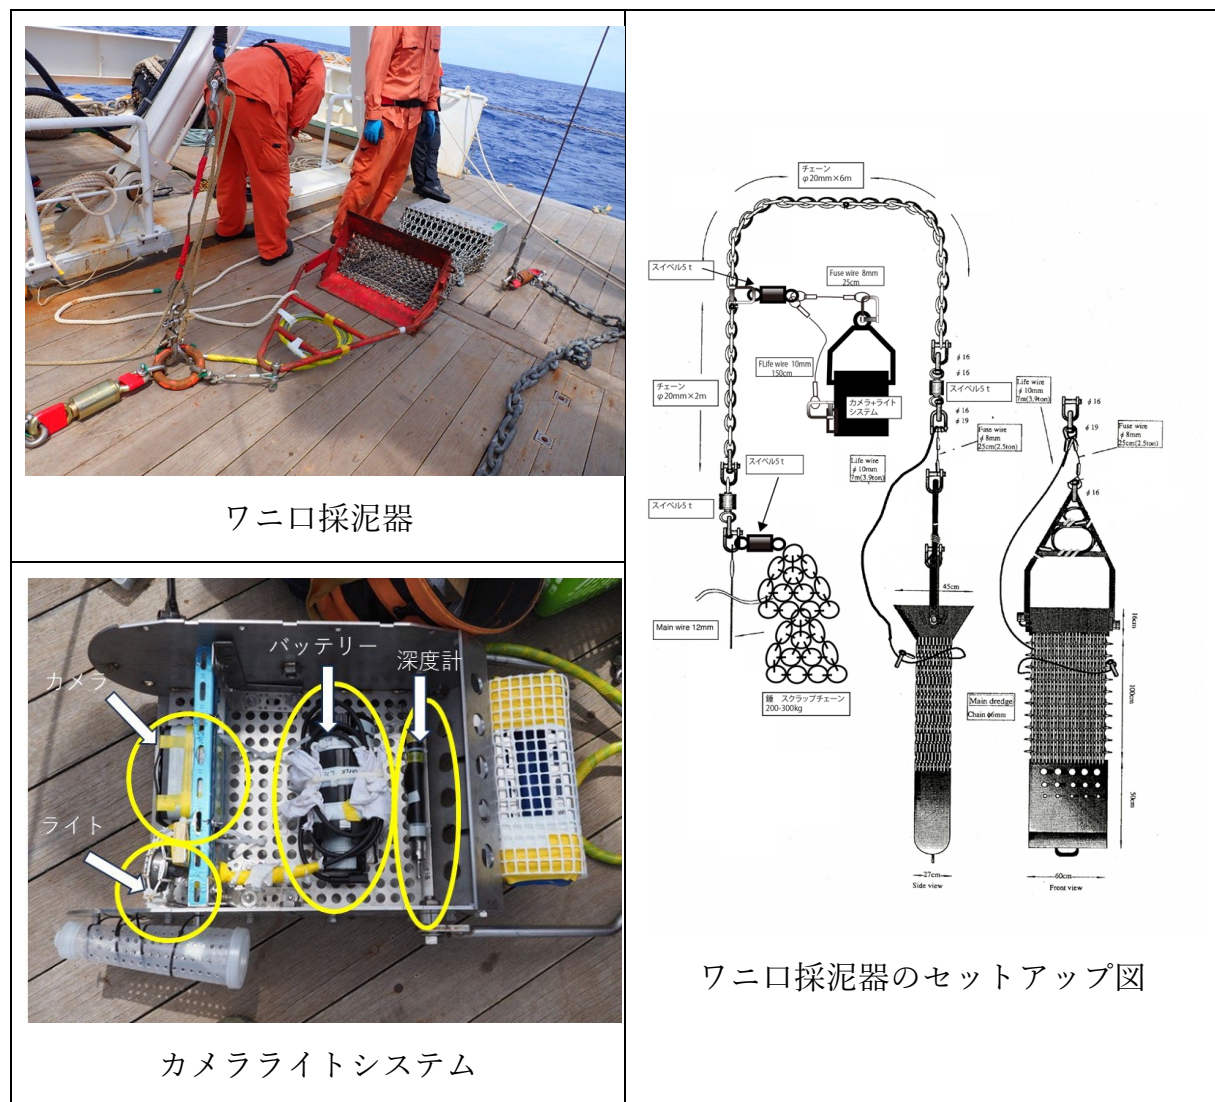 ワニ口採泥器
バッテリー
深度計
カメラ
ライト
カメラライトシステム
チェーン
φ20mm×6m
スイベル5ｔ
Fuse wire 8mm
25cm
FLife wire 10mm
150cm
カメラ+ライト
システム
チェーン
φ20mm×2m
φ16
φ16
スイベル5ｔ
φ16
φ19
Fuse wire
φ8mm
25cm(2.5ton)
Life wire
φ10mm
7m(3.9ton)
Life wire
φ10mm
7m(3.9ton)
φ16
φ19
Fuse wire
φ8mm
25cm(2.5ton)
φ16
スイベル5ｔ
スイベル5ｔ
Main wire 12mm
錘　スクラップチェーン
200-300kg
45cm
16cm
100cm
50cm
Main dredge
Chain φ6mm
27cm
Side view
60cm
Front view
ワニ口採泥器のセットアップ図